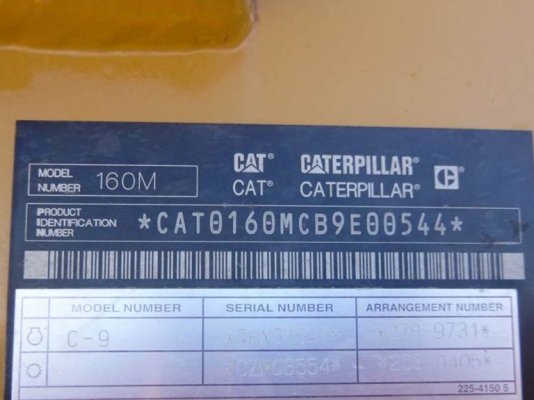 CAT® CATERPILLAR®
MODEL NUMBER 160M
CAT® CATERPILLAR® C®
PRODUCT IDENTIFICATION NUMBER *CAT0160MCB9E00544*
MODEL NUMBER SERIAL NUMBER ARRANGEMENT NUMBER
C-9
225-4150 5